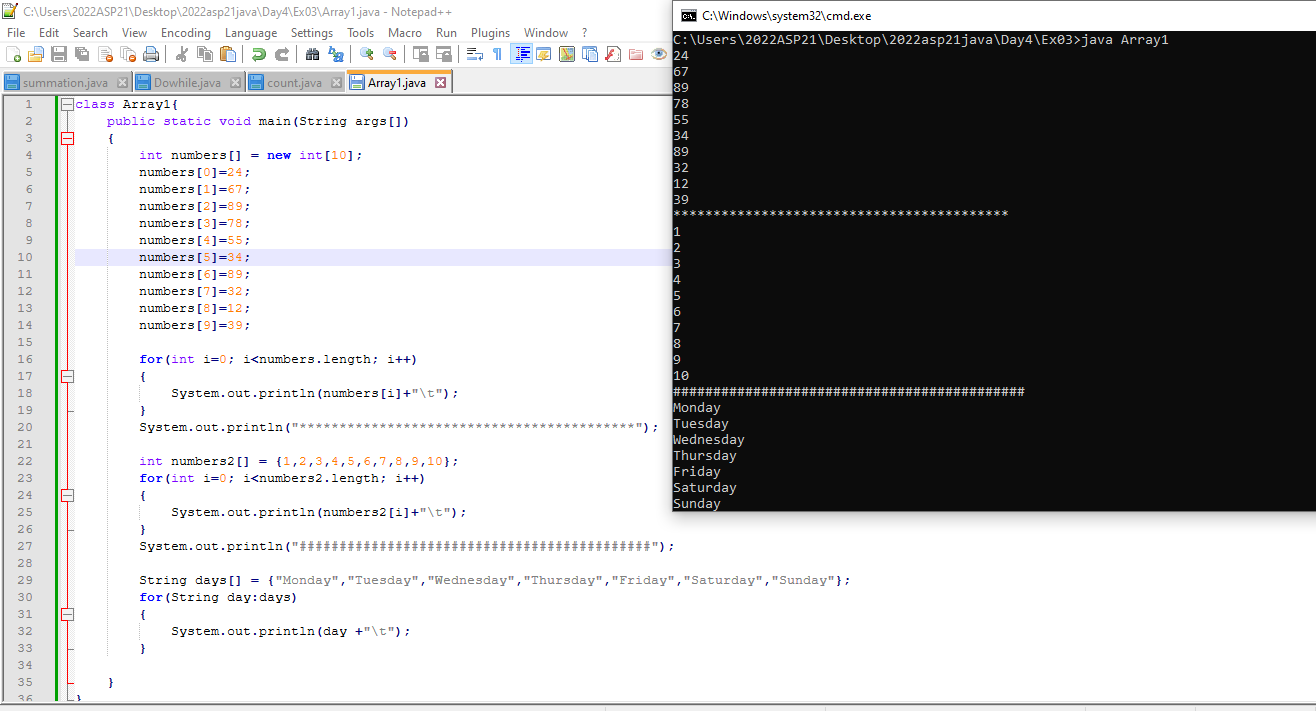 C:\Users\2022ASP21\Desktop\2022asp21java\Day4\Ex03\Array1.java - Notepad++
File Edit Search View Encoding Language Settings Tools Macro Run Plugins Window ?
summation.java Dowhile.java count.java Array1.java
1 class Array1{
2 public static void main(String args[])
3 {
4 int numbers[] = new int[10];
5 numbers[0]=24;
6 numbers[1]=67;
7 numbers[2]=89;
8 numbers[3]=78;
9 numbers[4]=55;
10 numbers[5]=34;
11 numbers[6]=89;
12 numbers[7]=32;
13 numbers[8]=12;
14 numbers[9]=39;
15
16 for(int i=0; i<numbers.length; i++)
17 {
18 System.out.println(numbers[i]+"\t");
19 }
20 System.out.println("******************************************");
21
22 int numbers2[] = {1,2,3,4,5,6,7,8,9,10};
23 for(int i=0; i<numbers2.length; i++)
24 {
25 System.out.println(numbers2[i]+"\t");
26 }
27 System.out.println("############################################");
28
29 String days[] = {"Monday","Tuesday","Wednesday","Thursday","Friday","Saturday","Sunday"};
30 for(String day:days)
31 {
32 System.out.println(day +"\t");
33 }
34
35 }
36 }
C:\Windows\system32\cmd.exe
C:\Users\2022ASP21\Desktop\2022asp21java\Day4\Ex03>java Array1
24
67
89
78
55
34
89
32
12
39
******************************************
1
2
3
4
5
6
7
8
9
10
############################################
Monday
Tuesday
Wednesday
Thursday
Friday
Saturday
Sunday